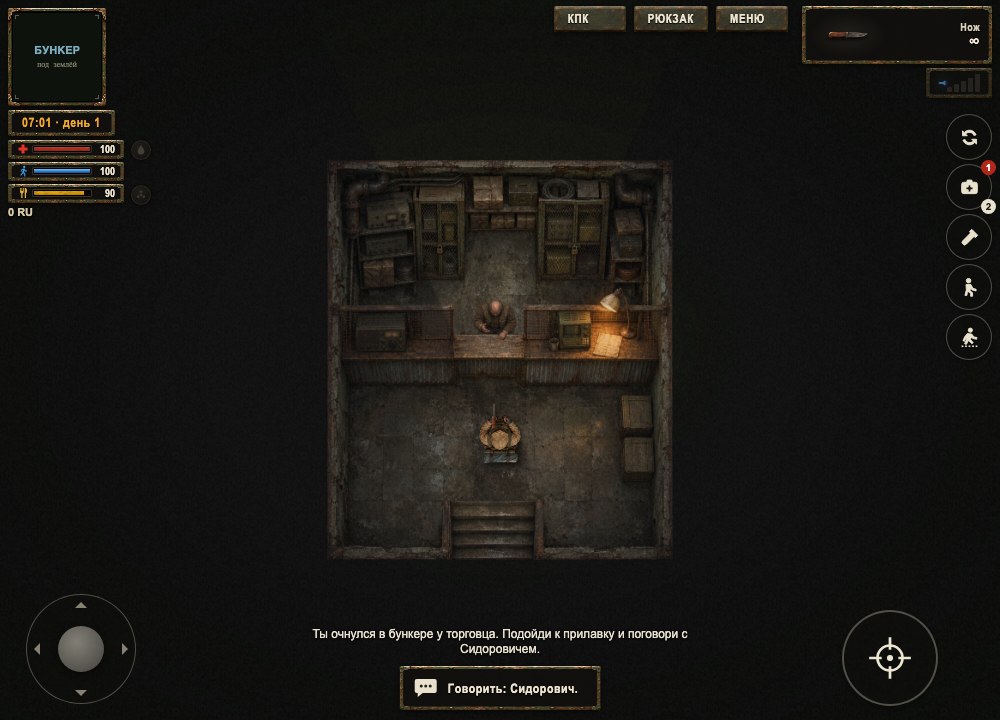 БУНКЕР
под землёй
07:01 · день 1
100
100
90
0 RU
КПК
РЮКЗАК
МЕНЮ
Нож
∞
1
2
Ты очнулся в бункере у торговца. Подойди к прилавку и поговори с
Сидоровичем.
Говорить: Сидорович.